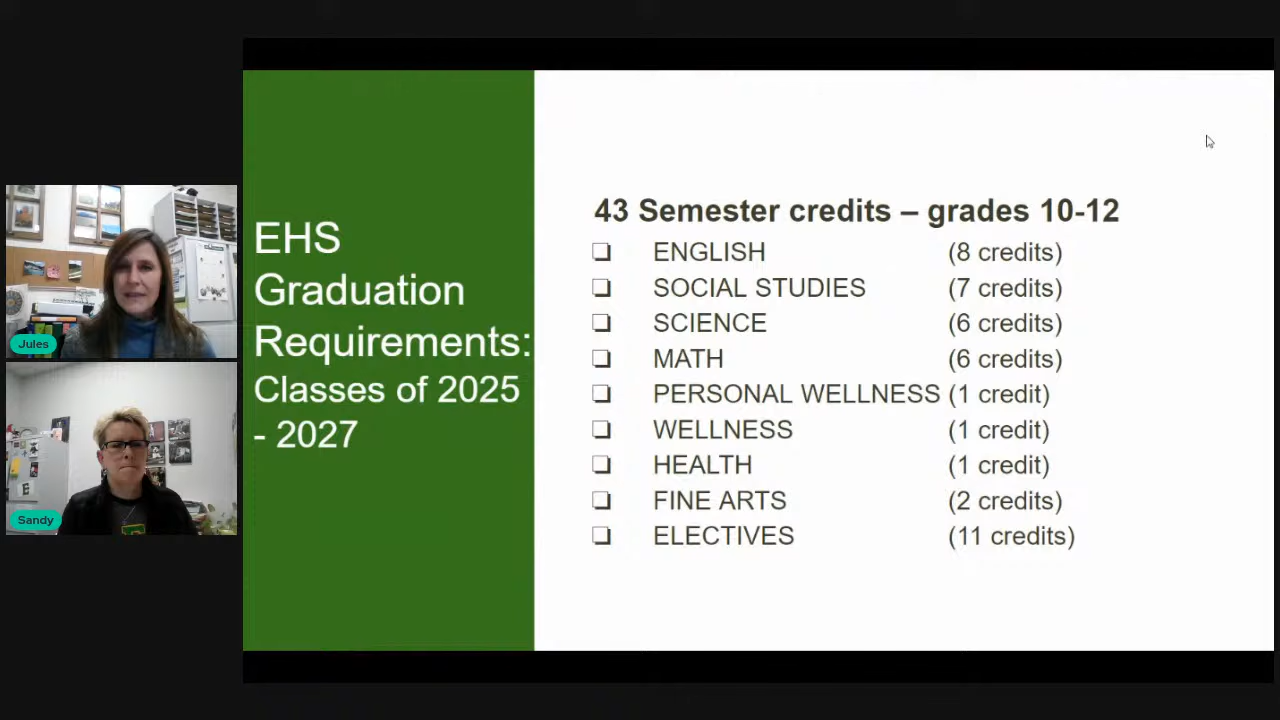 Jules
Sandy
EHS
Graduation
Requirements:
Classes of 2025
- 2027
43 Semester credits – grades 10-12
❏ ENGLISH (8 credits)
❏ SOCIAL STUDIES (7 credits)
❏ SCIENCE (6 credits)
❏ MATH (6 credits)
❏ PERSONAL WELLNESS (1 credit)
❏ WELLNESS (1 credit)
❏ HEALTH (1 credit)
❏ FINE ARTS (2 credits)
❏ ELECTIVES (11 credits)